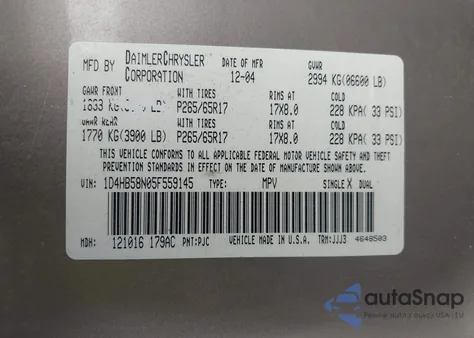 MFD BY DAIMLERCHRYSLER CORPORATION DATE OF MFR 12-04 GVWR 2994 KG(06600 LB)
GAWR FRONT WITH TIRES RIMS AT COLD
P265/65R17 17X8.0 228 KPA( 33 PSI)
GAWR REAR WITH TIRES RIMS AT COLD
1770 KG(3900 LB) P265/65R17 17X8.0 228 KPA( 33 PSI)
THIS VEHICLE CONFORMS TO ALL APPLICABLE FEDERAL MOTOR VEHICLE SAFETY AND THEFT
PREVENTION STANDARDS IN EFFECT ON THE DATE OF MANUFACTURE SHOWN ABOVE.
VIN: 1D4HB58N05F559145 TYPE: MPV SINGLE X DUAL
MDH: 121016 179AC PNT:PJC VEHICLE MADE IN U.S.A. TRM:JJJ3 4648503
autoSnap